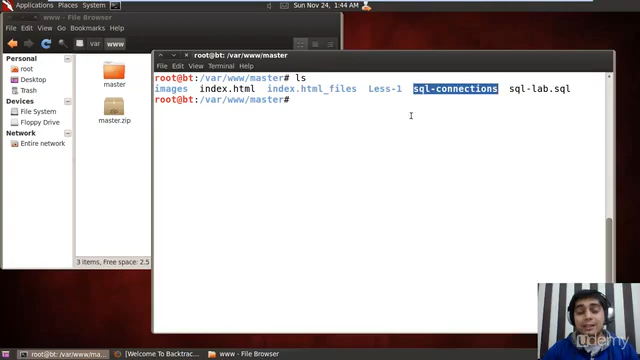 Applications Places System
Sun Nov 24, 1:44 AM
www - File Browser
File Edit View Go Bookmarks Help
var www
Personal
root
Desktop
Trash
Devices
File System
Floppy Drive
Network
Entire network
master
master.zip
3 items, Free space: 2.5
root@bt: /var/www/master
File Edit View Terminal Help
root@bt:/var/www/master# ls
images index.html index.html_files Less-1 sql-connections sql-lab.sql
root@bt:/var/www/master#
udemy
root@bt: /var/www/ma...
[Welcome To Backtrac...
www - File Browser